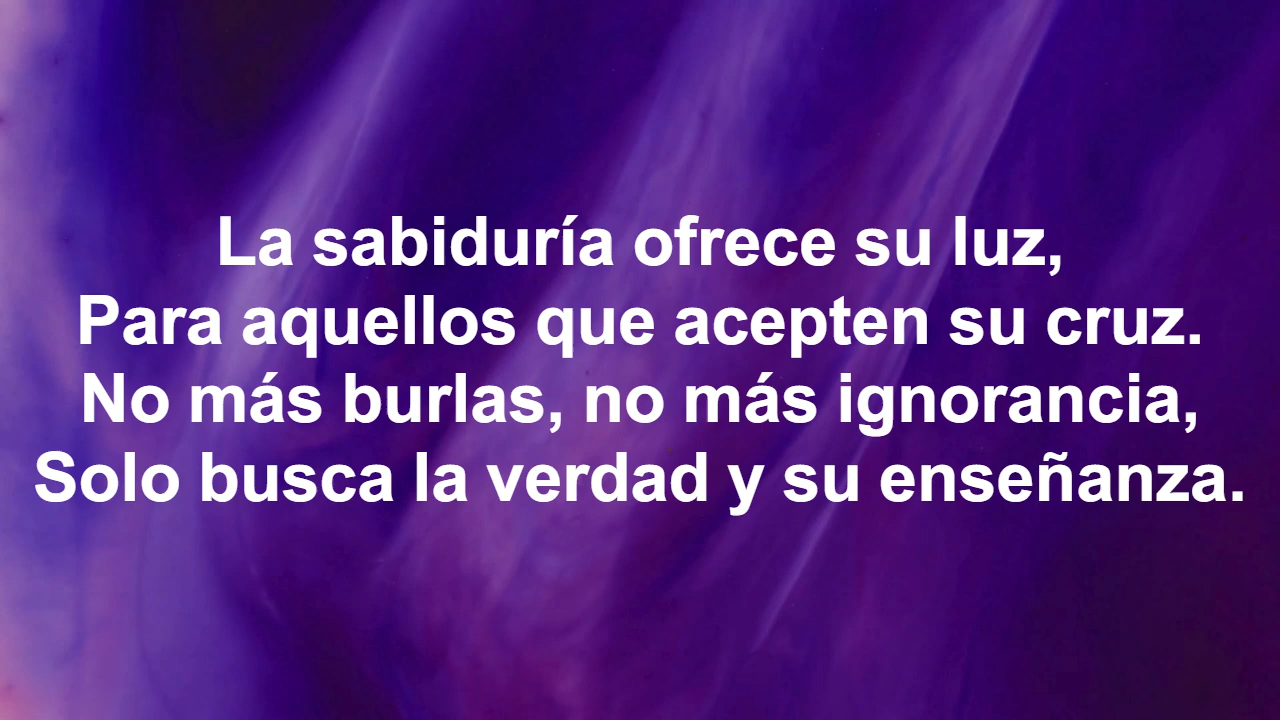 La sabiduría ofrece su luz,
Para aquellos que acepten su cruz.
No más burlas, no más ignorancia,
Solo busca la verdad y su enseñanza.